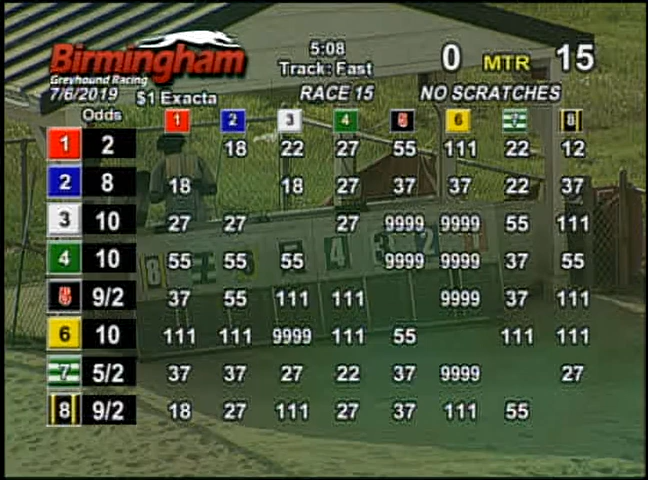 Birmingham
Greyhound Racing
5:08
Track: Fast
0 MTR 15
7/6/2019
$1 Exacta
RACE 15
NO SCRATCHES
Odds
1 2 3 4 5 6 7 8
1 2 18 22 27 55 111 22 12
2 8 18 18 27 37 37 22 37
3 10 27 27 27 9999 9999 55 111
4 10 55 55 55 9999 9999 37 55
5 9/2 37 55 111 111 9999 37 111
6 10 111 111 9999 111 55 111 111
7 5/2 37 37 27 22 37 9999 27
8 9/2 18 27 111 27 37 111 55
8 4 3 2 1